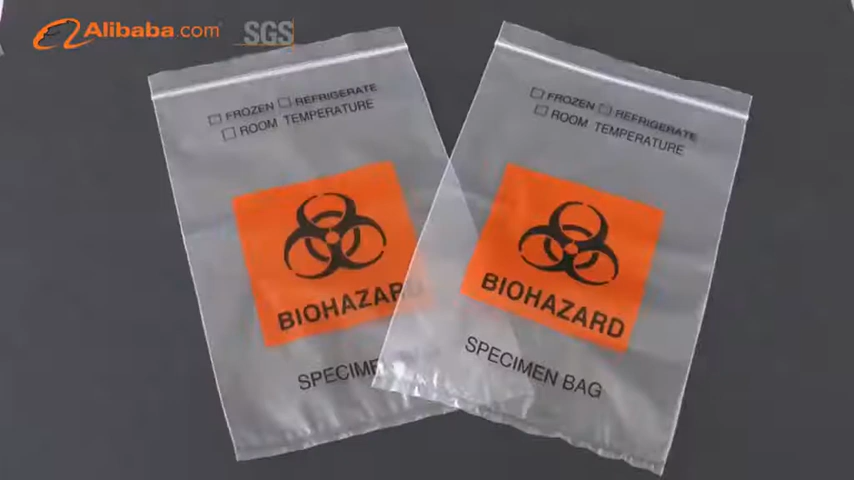 Alibaba.com
SGS
FROZEN REFRIGERATE
ROOM TEMPERATURE
BIOHAZARD
SPECIMEN
FROZEN REFRIGERATE
ROOM TEMPERATURE
BIOHAZARD
SPECIMEN BAG